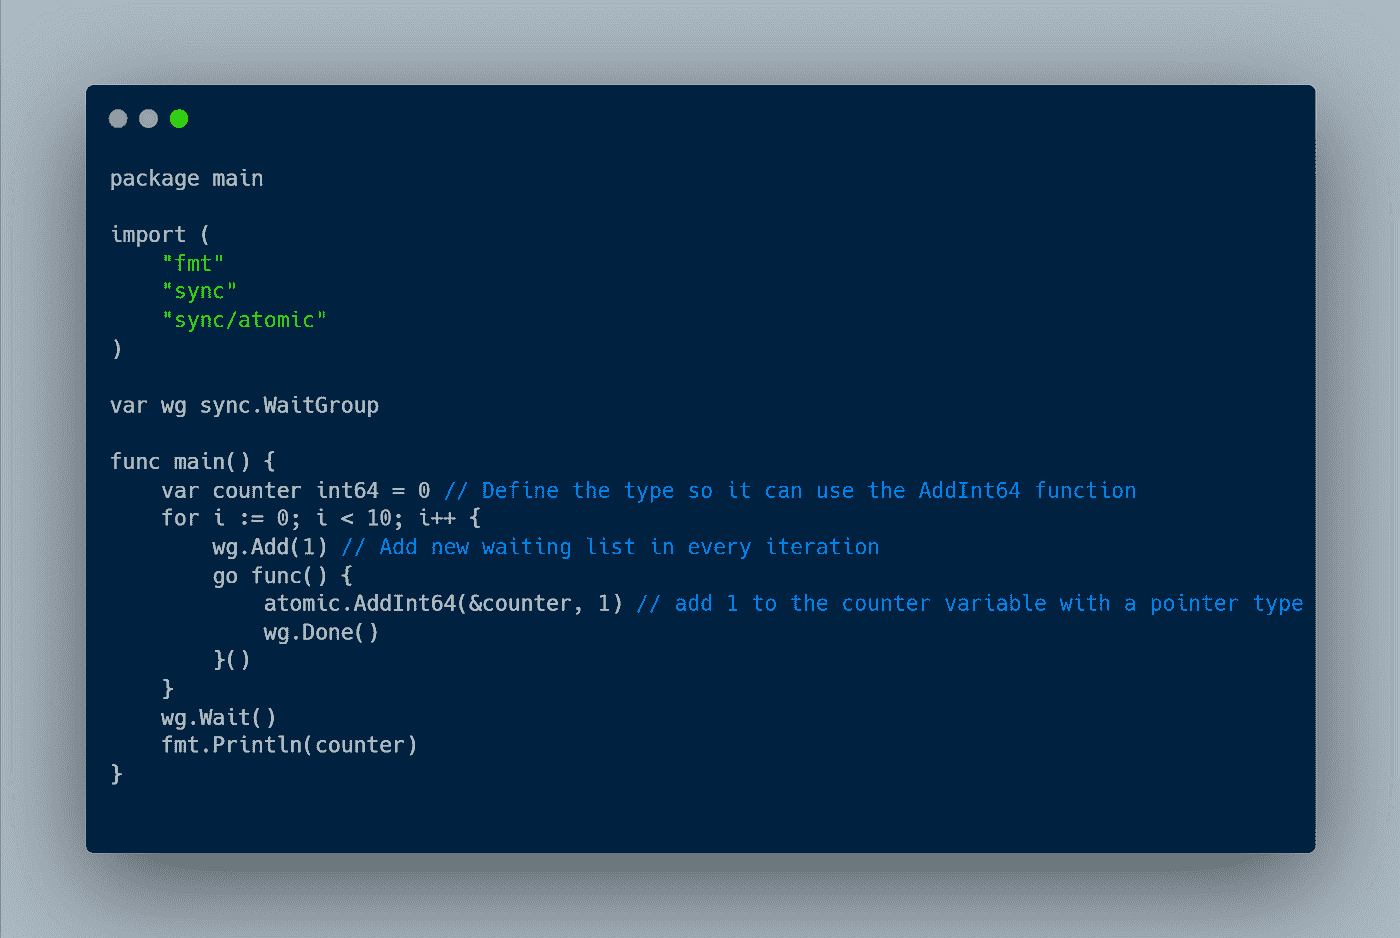 package main
import (
"fmt"
"sync"
"sync/atomic"
)
var wg sync.WaitGroup
func main() {
var counter int64 = 0 // Define the type so it can use the AddInt64 function
for i := 0; i < 10; i++ {
wg.Add(1) // Add new waiting list in every iteration
go func() {
atomic.AddInt64(&counter, 1) // add 1 to the counter variable with a pointer type
wg.Done()
}()
}
wg.Wait()
fmt.Println(counter)
}